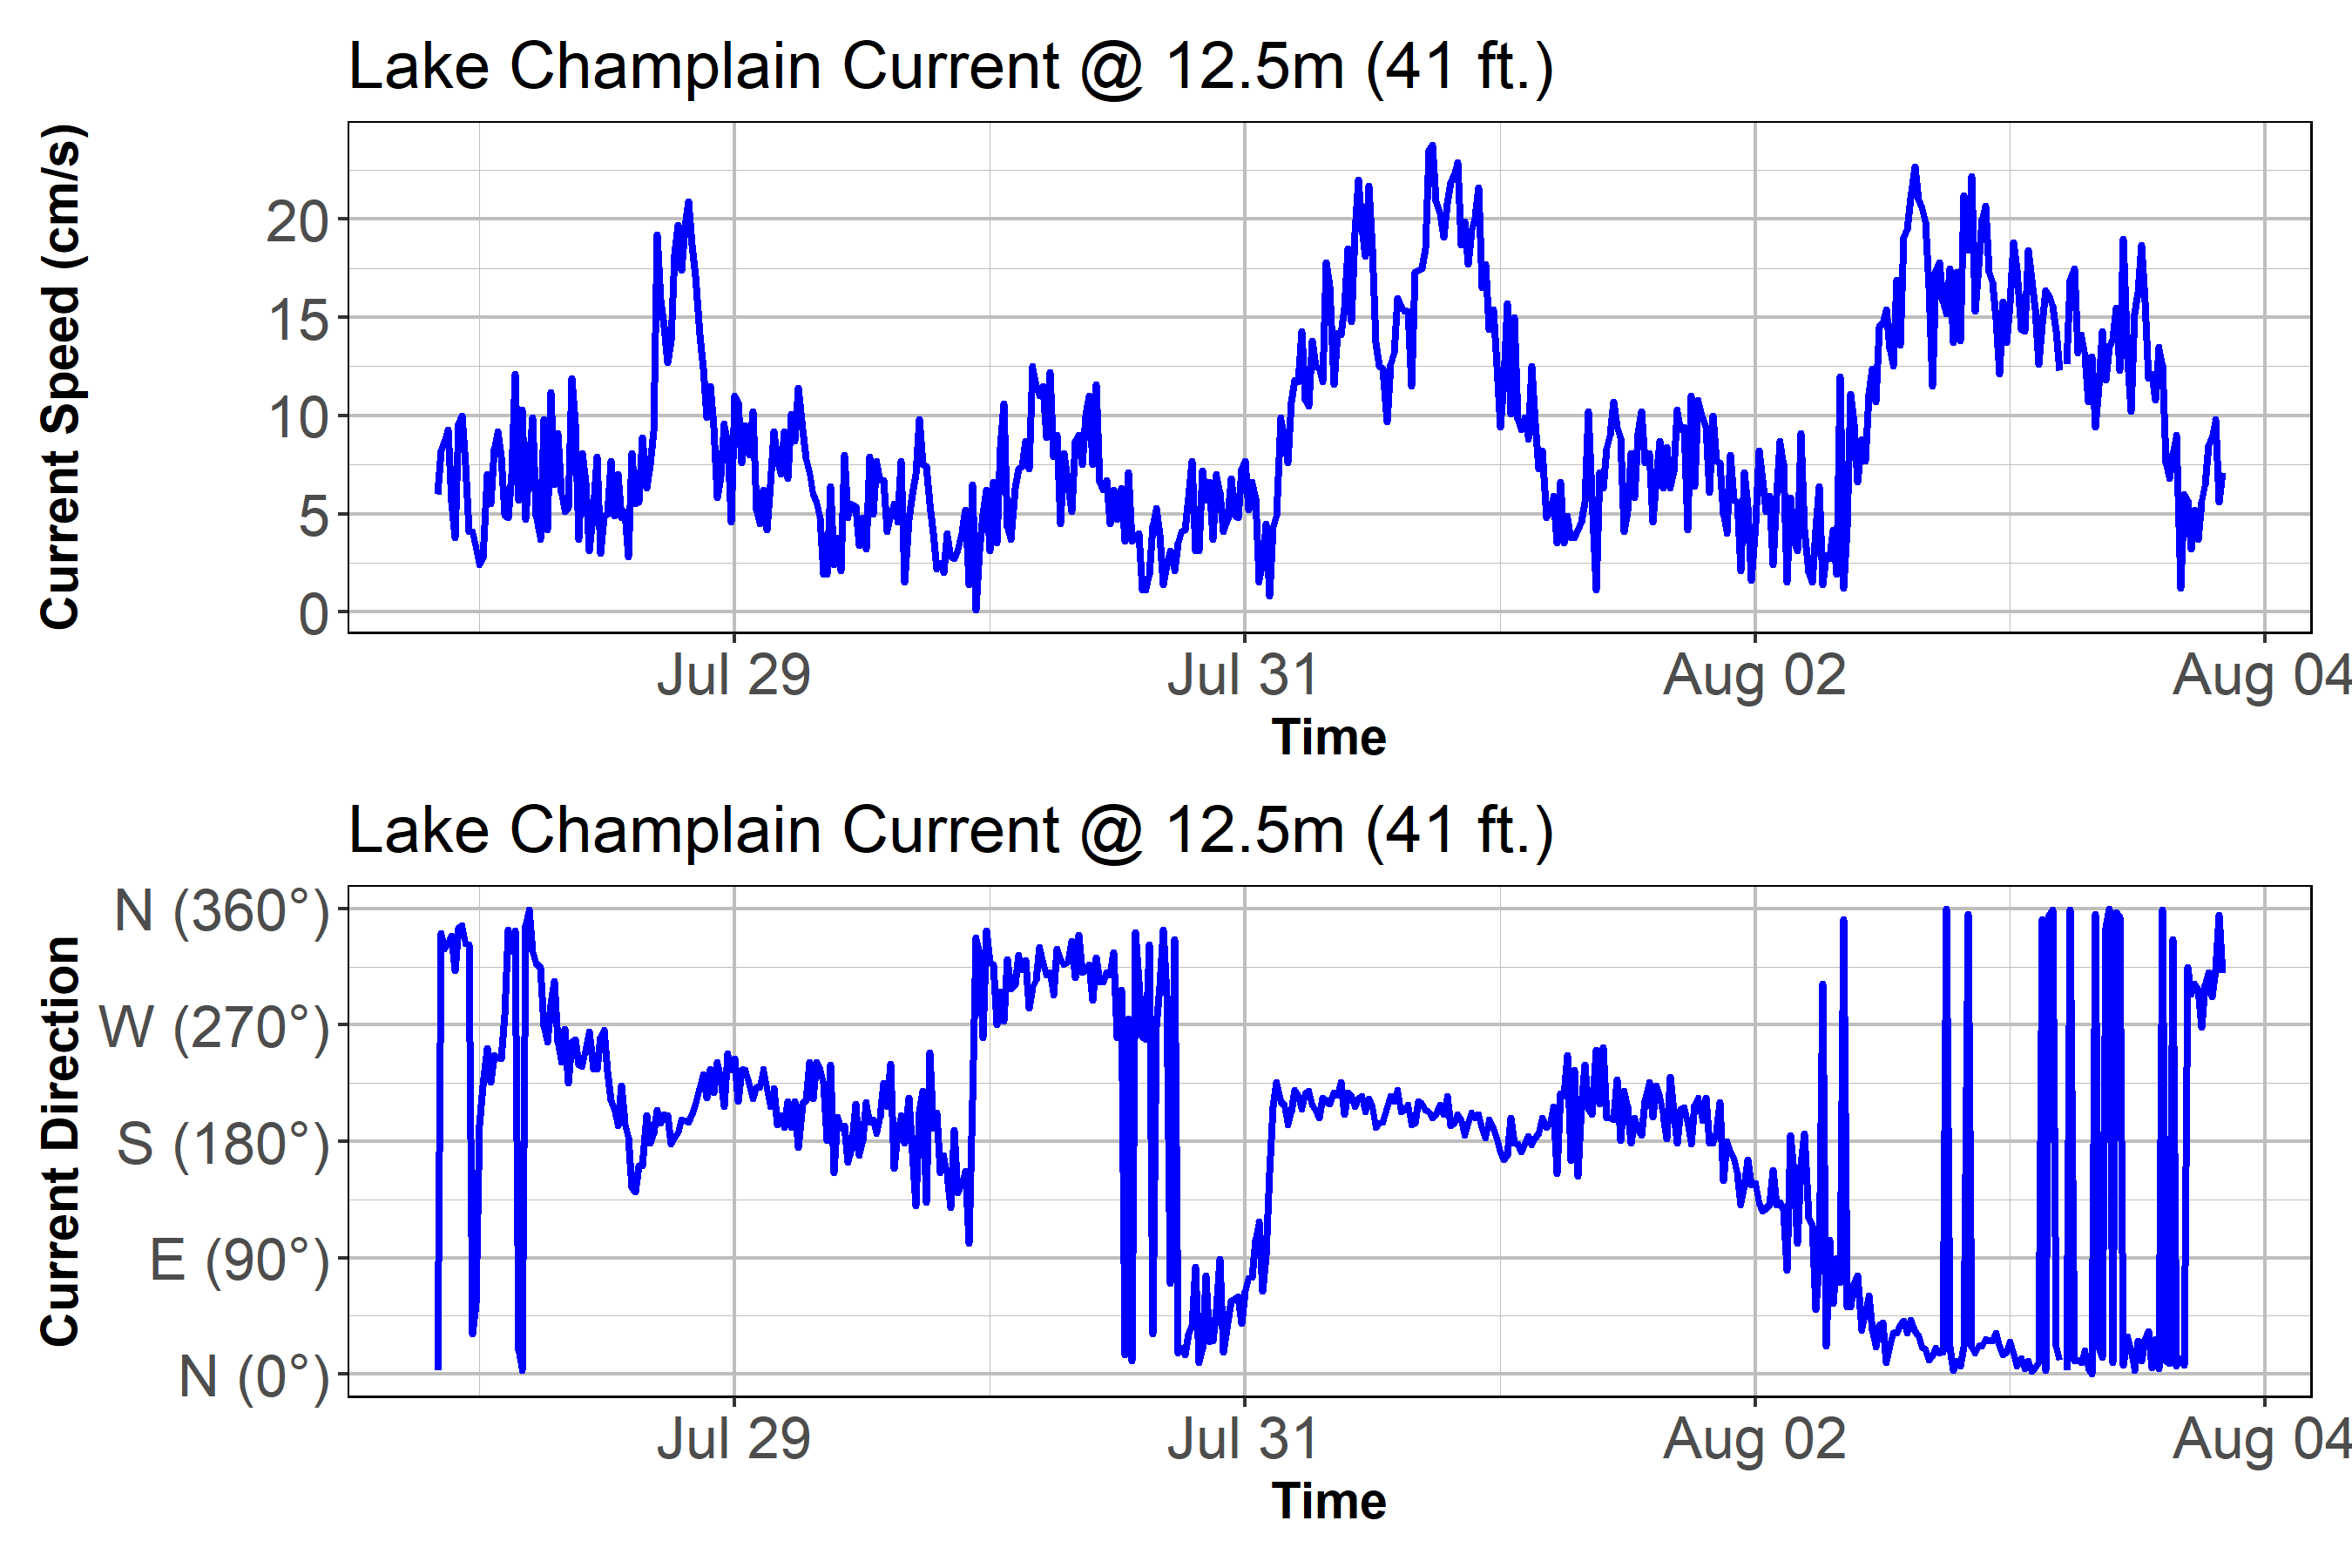 Lake Champlain Current @ 12.5m (41 ft.)
Current Speed (cm/s)
20
15
10
5
0
Jul 29 Jul 31 Aug 02 Aug 04
Time
Lake Champlain Current @ 12.5m (41 ft.)
Current Direction
N (360°)
W (270°)
S (180°)
E (90°)
N (0°)
Jul 29 Jul 31 Aug 02 Aug 04
Time